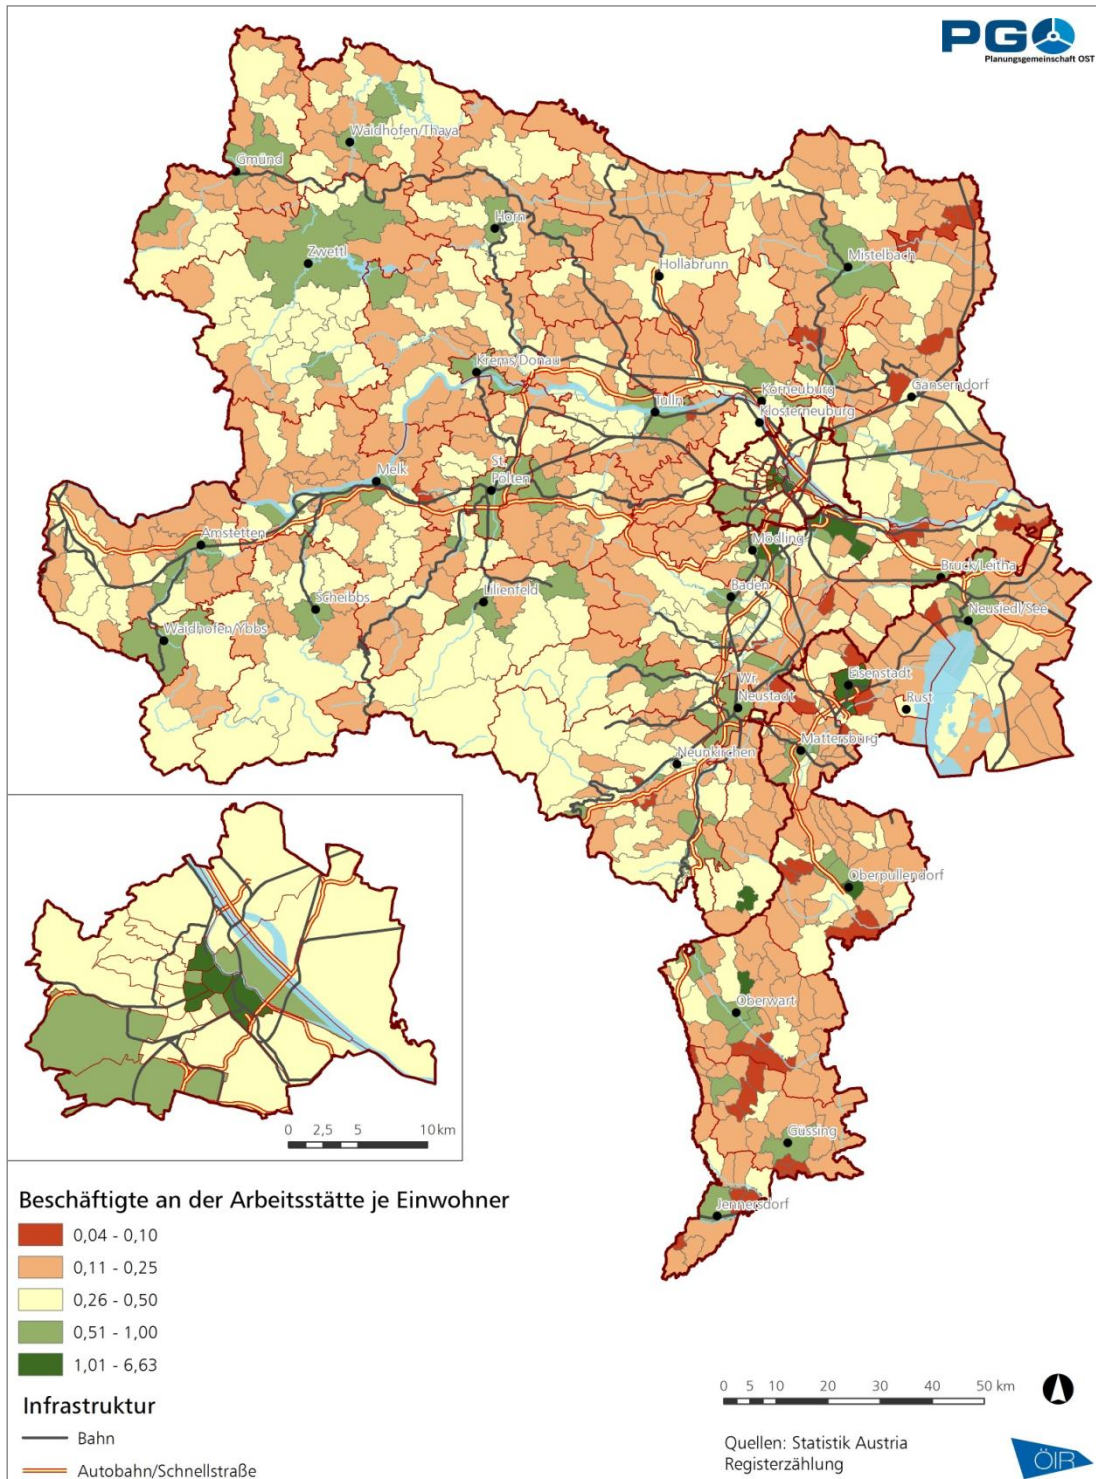 PGO
Planungsgemeinschaft OST
Waidhofen/Thaya
Gmünd
Horn
Zwettl
Mistelbach
Hollabrunn
Krems/Donau
Korneuburg
Gänserndorf
Tulln
Klosterneuburg
Melk
St.
Pölten
Amstetten
Mödling
Bruck/Leitha
Baden
Lilienfeld
Scheibbs
Neusiedl/See
Waidhofen/Ybbs
Eisenstadt
Wr.
Neustadt
Rust
Mattersburg
Neunkirchen
Oberpullendorf
Oberwart
0 2,5 5 10 km
Güssing
Jennersdorf
Beschäftigte an der Arbeitsstätte je Einwohner
0,04 - 0,10
0,11 - 0,25
0,26 - 0,50
0,51 - 1,00
1,01 - 6,63
Infrastruktur
Bahn
Autobahn/Schnellstraße
0 5 10 20 30 40 50 km
Quellen: Statistik Austria
Registerzählung
ÖIR